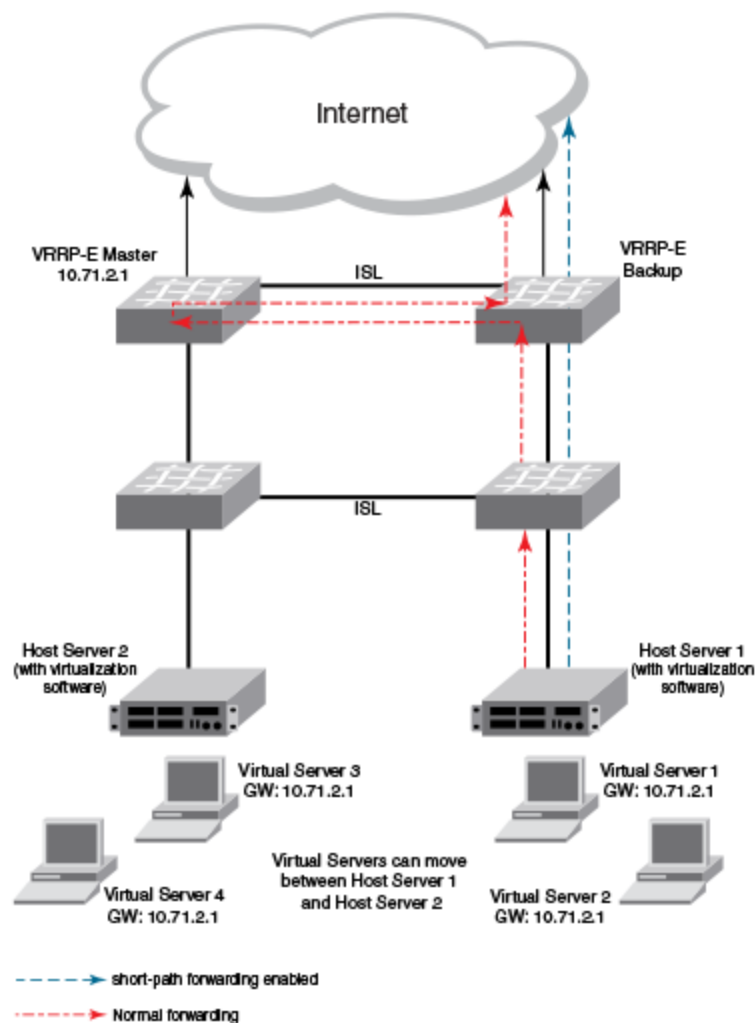 Internet
VRRP-E Master
10.71.2.1
ISL
VRRP-E
Backup
ISL
Host Server 2
(with virtualization
software)
Host Server 1
(with virtualization
software)
Virtual Server 3
GW: 10.71.2.1
Virtual Server 1
GW: 10.71.2.1
Virtual Server 4
GW: 10.71.2.1
Virtual Servers can move
between Host Server 1
and Host Server 2
Virtual Server 2
GW: 10.71.2.1
short-path forwarding enabled
Normal forwarding